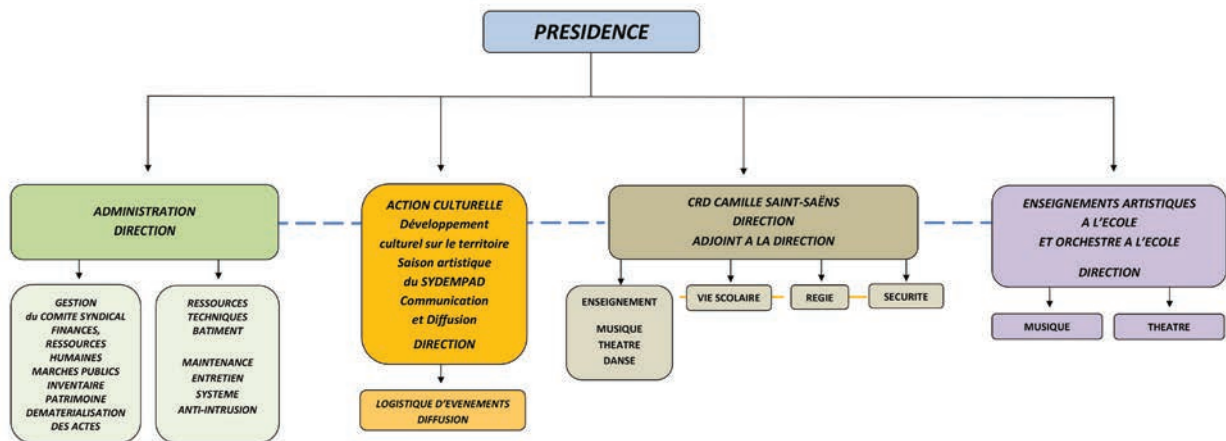 PRESIDENCE
ADMINISTRATION
DIRECTION
GESTION
du COMITE SYNDICAL
FINANCES,
RESSOURCES
HUMAINES
MARCHES PUBLICS
INVENTAIRE
PATRIMOINE
DEMATERIALISATION
DES ACTES
RESSOURCES
TECHNIQUES
BATIMENT
MAINTENANCE
ENTRETIEN
SYSTEME
ANTI-INTRUSION
ACTION CULTURELLE
Développement
culturel sur le territoire
Saison artistique
du SYDEMPAD
Communication
et Diffusion
DIRECTION
LOGISTIQUE D'EVENEMENTS
DIFFUSION
CRD CAMILLE SAINT-SAËNS
DIRECTION
ADJOINT A LA DIRECTION
ENSEIGNEMENT
MUSIQUE
THEATRE
DANSE
VIE SCOLAIRE
REGIE
SECURITE
ENSEIGNEMENTS ARTISTIQUES
A L'ECOLE
ET ORCHESTRE A L'ECOLE
DIRECTION
MUSIQUE
THEATRE